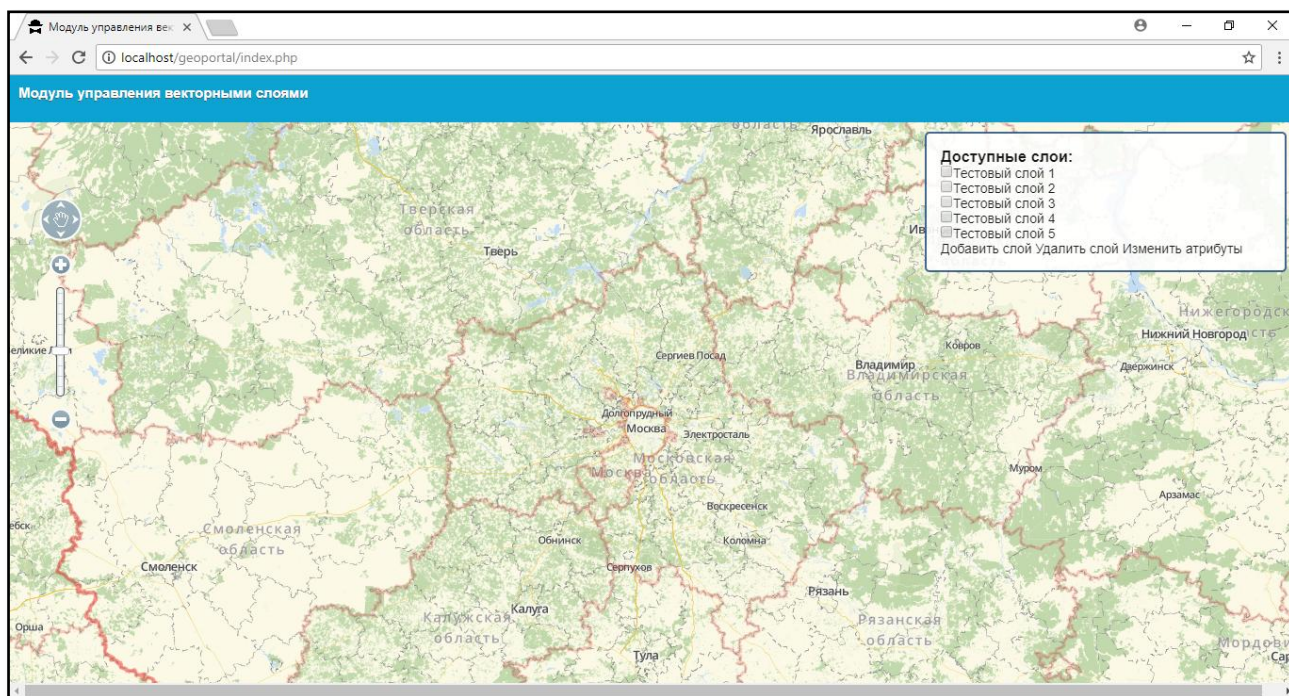 Модуль управления век
localhost/geoportal/index.php
Модуль управления векторными слоями
область
Ярославль
Доступные слои:
Тестовый слой 1
Тестовый слой 2
Тестовый слой 3
Тестовый слой 4
Тестовый слой 5
Добавить слой Удалить слой Изменить атрибуты
Тверская
область
Тверь
Нижний Новгород
Дзержинск
Ковров
Владимир
Владимирская
область
Сергиев Посад
Долгопрудный
Москва
Электросталь
Московская
область
Москва
Муром
Арзамас
Воскресенск
Смоленская
область
Обнинск
Коломна
Смоленск
Серпухов
Рязань
Калуга
Калужская
область
Рязанская
область
Орша
Тула